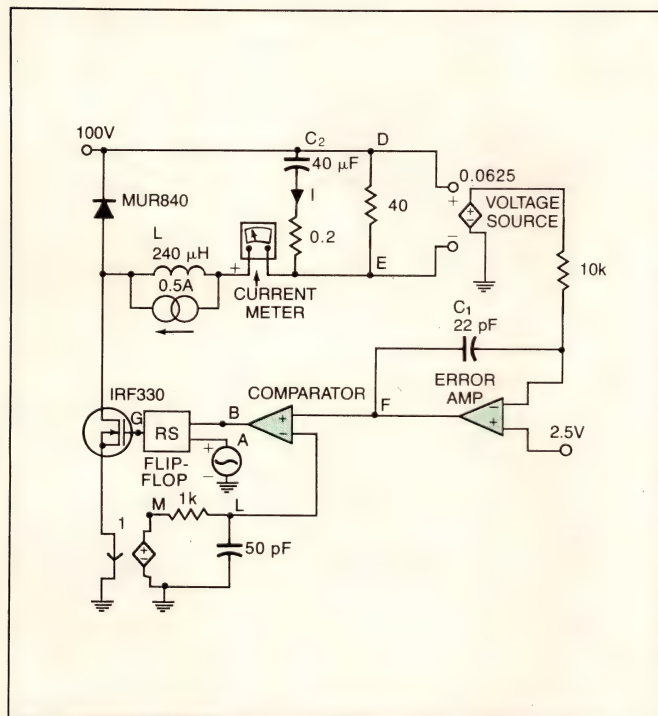 100V
C2
D
40 μF
0.0625
MUR840
I
+
VOLTAGE
SOURCE
40
L
0.2
240 μH
+
−
0.5A
E
10k
CURRENT
METER
C1
22 pF
IRF330
COMPARATOR
ERROR
AMP
G
B
+
F
−
RS
A
−
+
+
2.5V
FLIP-
FLOP
−
1k
M
L
1
+
−
50 pF